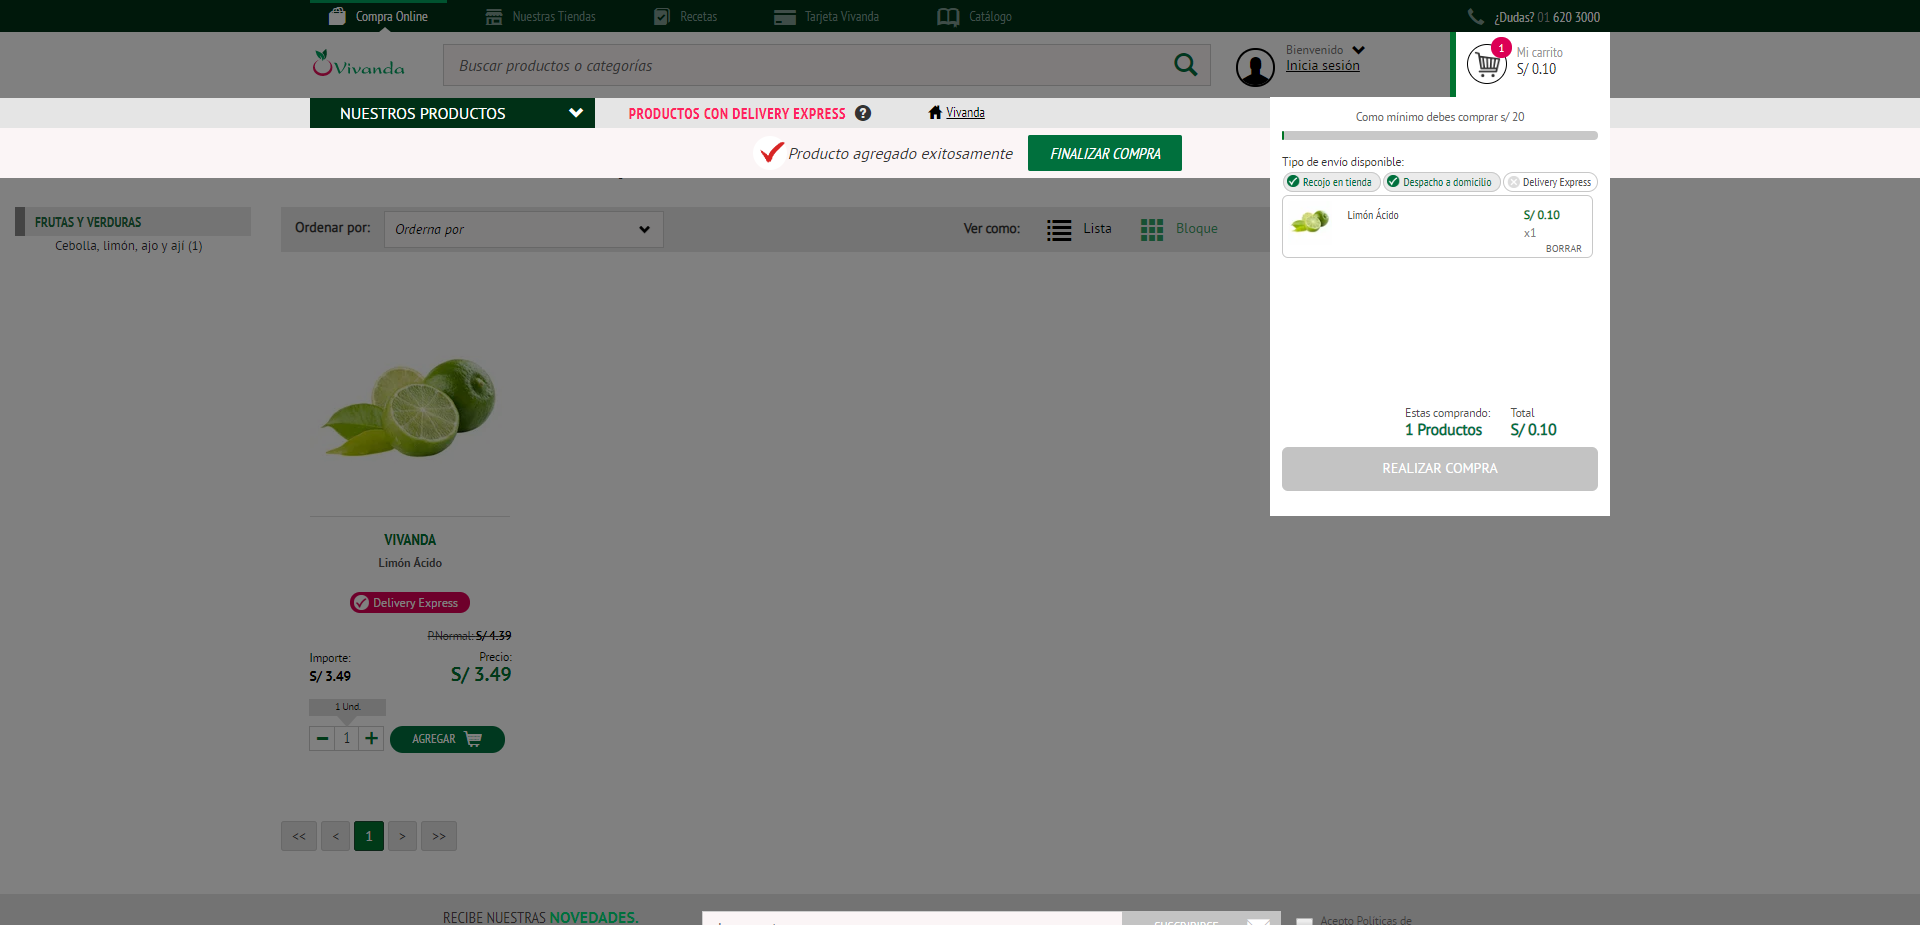 Compra Online
Nuestras Tiendas
Recetas
Tarjeta Vivanda
Catálogo
¿Dudas? 01 620 3000
Vivanda
Buscar productos o categorías
Bienvenido
Inicia sesión
1
Mi carrito
S/ 0.10
NUESTROS PRODUCTOS
PRODUCTOS CON DELIVERY EXPRESS ?
Vivanda
Producto agregado exitosamente
FINALIZAR COMPRA
Como mínimo debes comprar s/ 20
Tipo de envío disponible:
Recojo en tienda
Despacho a domicilio
Delivery Express
Limón Ácido
S/ 0.10
x1
BORRAR
Estas comprando:
1 Productos
Total
S/ 0.10
REALIZAR COMPRA
FRUTAS Y VERDURAS
Cebolla, limón, ajo y ají (1)
Ordenar por:
Orderna por
Ver como:
Lista
Bloque
VIVANDA
Limón Ácido
Delivery Express
P.Normal: S/ 4.39
Importe:
S/ 3.49
Precio:
S/ 3.49
1 Und.
1
AGREGAR
<<
<
1
>
>>
RECIBE NUESTRAS NOVEDADES.
SUSCRIBIRSE
Acepto Políticas de